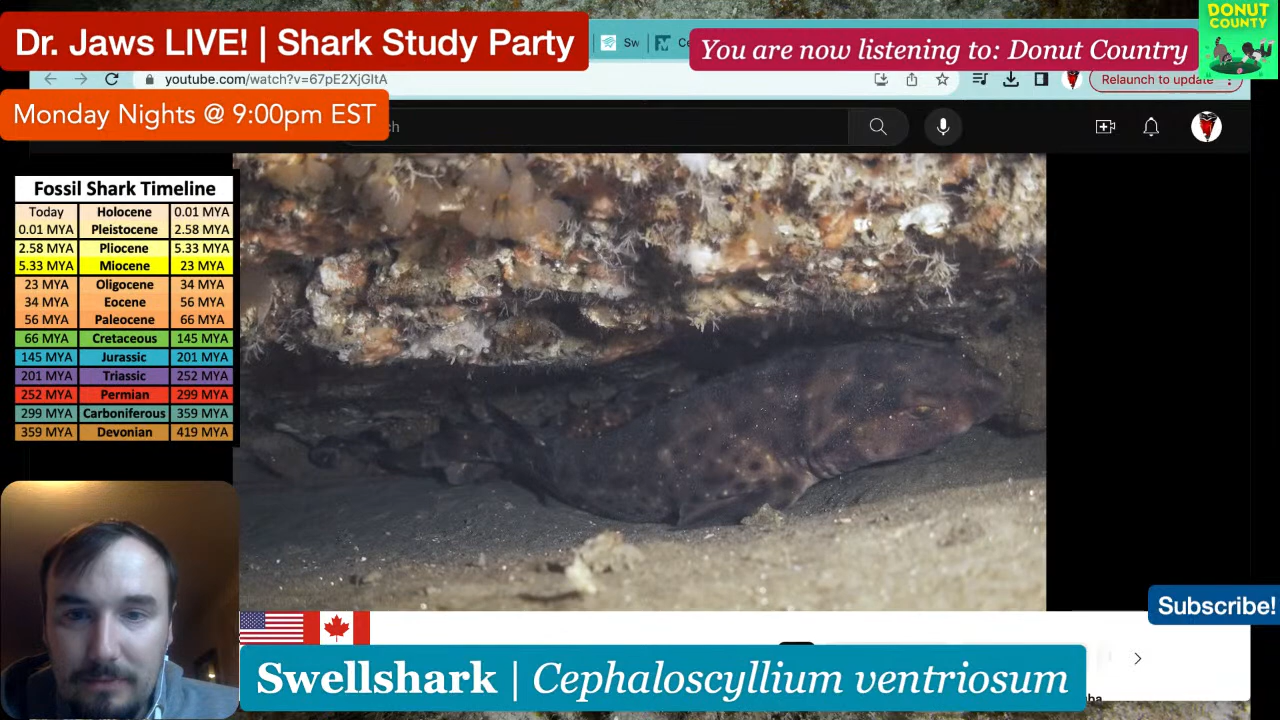 Dr. Jaws LIVE! | Shark Study Party
Sw
Ce
You are now listening to: Donut Country
DONUT
COUNTY
youtube.com/watch?v=67pE2XjGItA
Relaunch to update
Monday Nights @ 9:00pm EST
ch
Fossil Shark Timeline
Today Holocene 0.01 MYA
0.01 MYA Pleistocene 2.58 MYA
2.58 MYA Pliocene 5.33 MYA
5.33 MYA Miocene 23 MYA
23 MYA Oligocene 34 MYA
34 MYA Eocene 56 MYA
56 MYA Paleocene 66 MYA
66 MYA Cretaceous 145 MYA
145 MYA Jurassic 201 MYA
201 MYA Triassic 252 MYA
252 MYA Permian 299 MYA
299 MYA Carboniferous 359 MYA
359 MYA Devonian 419 MYA
Subscribe!
Swellshark | Cephaloscyllium ventriosum